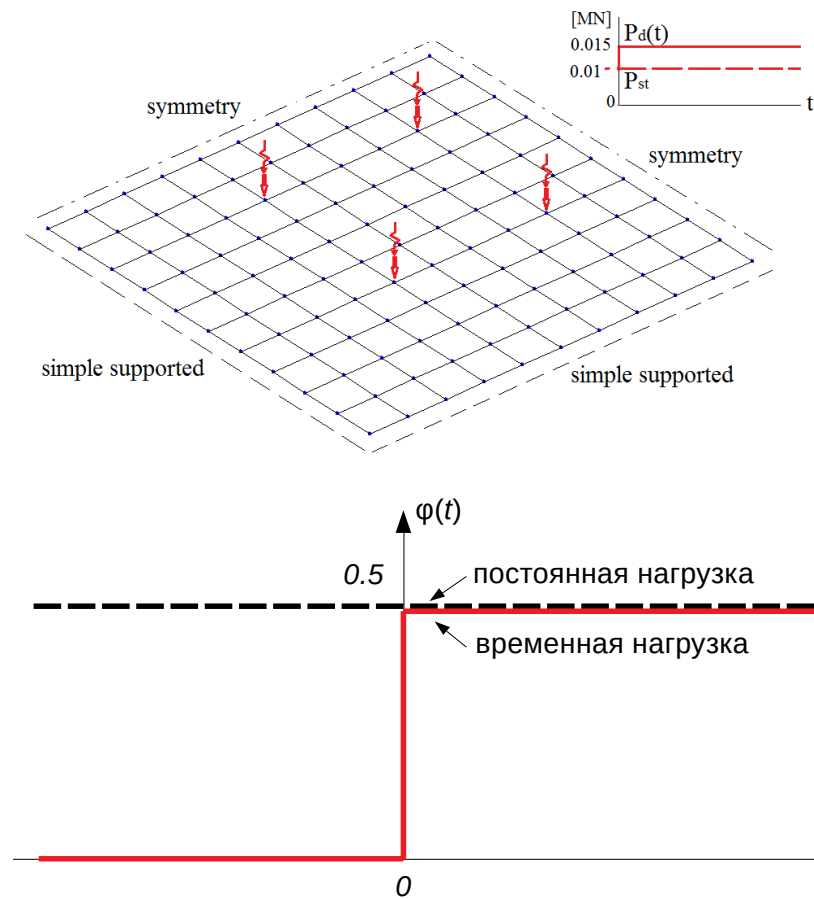 [MN]
0.015
Pd(t)
0.01
Pst
0
t
symmetry
symmetry
simple supported
simple supported
φ(t)
0.5
постоянная нагрузка
временная нагрузка
0